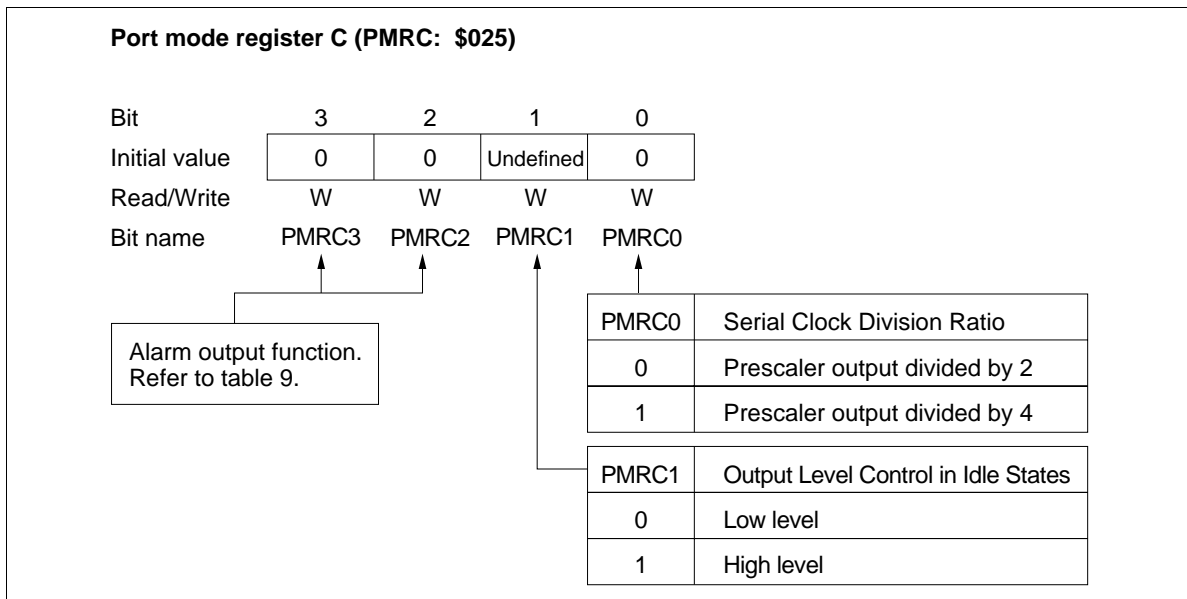 Port mode register C (PMRC: $025)
Bit 3 2 1 0
Initial value 0 0 Undefined 0
Read/Write W W W W
Bit name PMRC3 PMRC2 PMRC1 PMRC0
Alarm output function.
Refer to table 9.
PMRC0 Serial Clock Division Ratio
0 Prescaler output divided by 2
1 Prescaler output divided by 4
PMRC1 Output Level Control in Idle States
0 Low level
1 High level